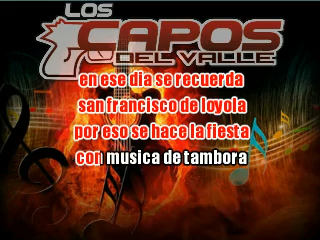 LOS
CAPOS
DEL VALLE
en ese dia se recuerda
san francisco de loyola
por eso se hace la fiesta
con musica de tambora